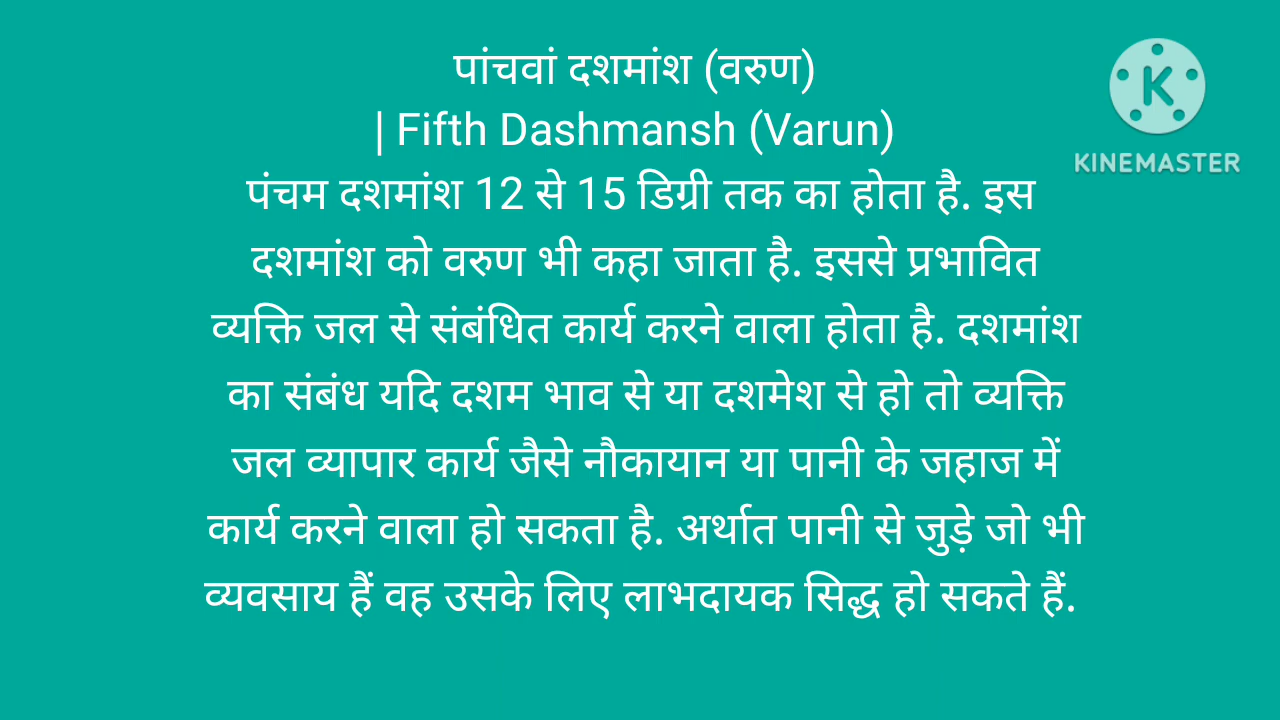 पांचवां दशमांश (वरुण)
| Fifth Dashmansh (Varun)
पंचम दशमांश 12 से 15 डिग्री तक का होता है. इस
दशमांश को वरुण भी कहा जाता है. इससे प्रभावित
व्यक्ति जल से संबंधित कार्य करने वाला होता है. दशमांश
का संबंध यदि दशम भाव से या दशमेश से हो तो व्यक्ति
जल व्यापार कार्य जैसे नौकायान या पानी के जहाज में
कार्य करने वाला हो सकता है. अर्थात पानी से जुड़े जो भी
व्यवसाय हैं वह उसके लिए लाभदायक सिद्ध हो सकते हैं.
K
KINEMASTER